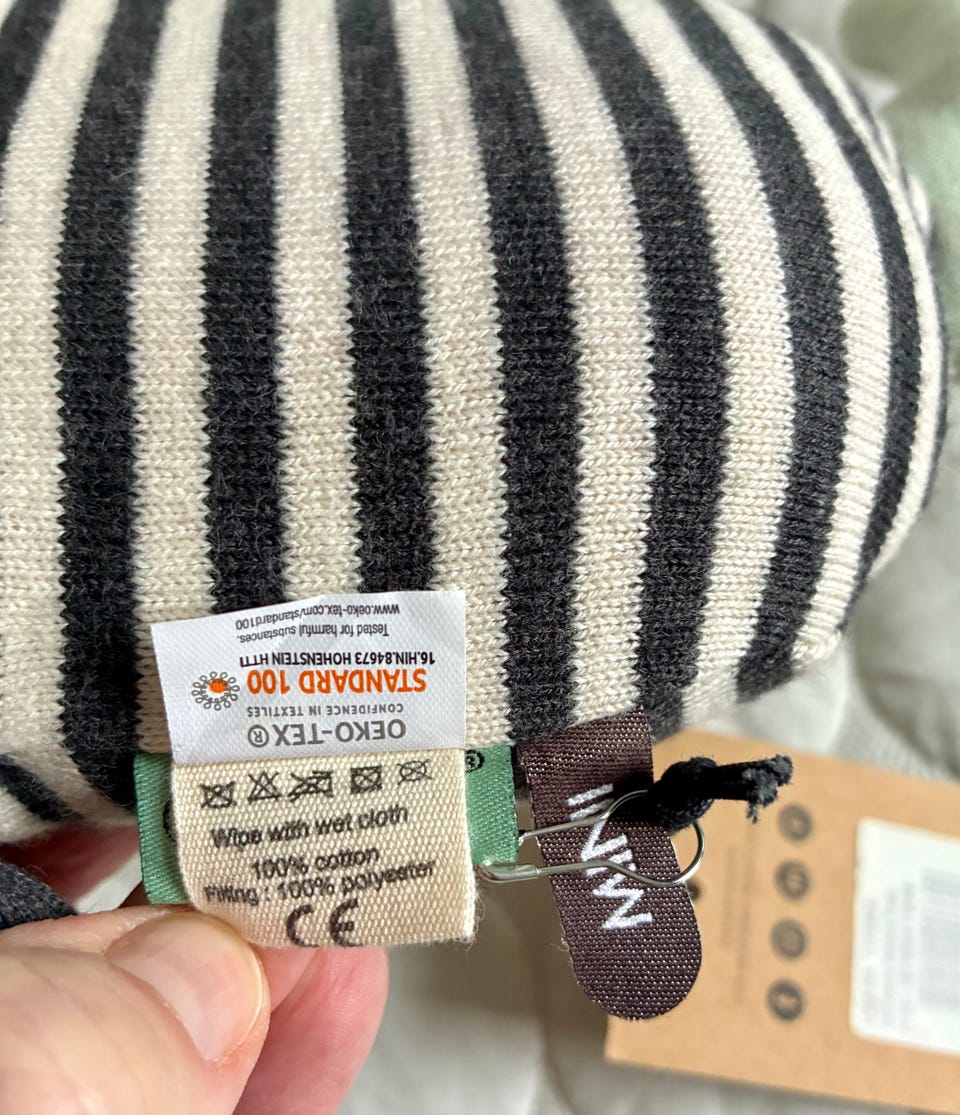 OEKO-TEX ®
CONFIDENCE IN TEXTILES
STANDARD 100
16.HIN.84673 HOHENSTEIN HTTI
Tested for harmful substances.
www.oeko-tex.com/standard100
Wipe with wet cloth
100% cotton
Filling : 100% polyester
CE